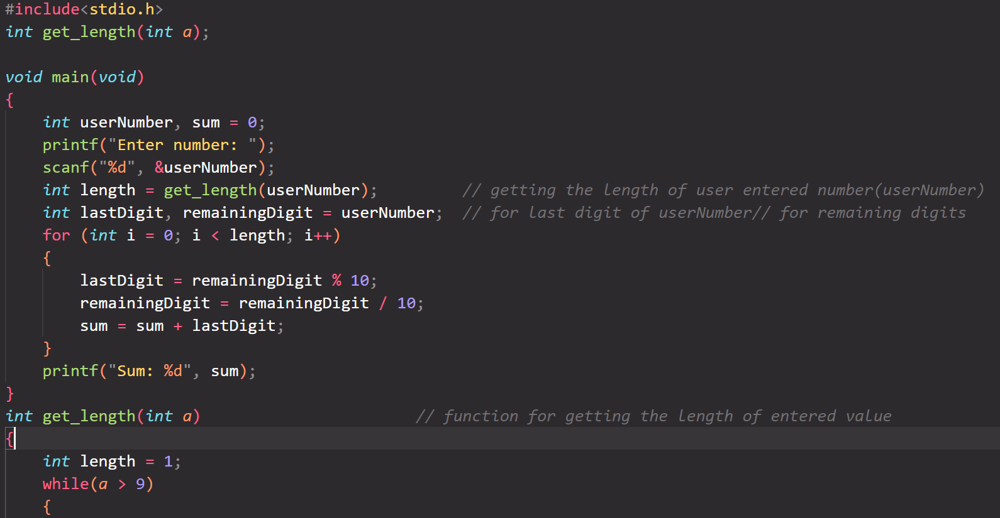 #include<stdio.h>
int get_length(int a);

void main(void)
{
    int userNumber, sum = 0;
    printf("Enter number: ");
    scanf("%d", &userNumber);
    int length = get_length(userNumber);         // getting the length of user entered number(userNumber)
    int lastDigit, remainingDigit = userNumber;  // for last digit of userNumber// for remaining digits
    for (int i = 0; i < length; i++)
    {
        lastDigit = remainingDigit % 10;
        remainingDigit = remainingDigit / 10;
        sum = sum + lastDigit;
    }
    printf("Sum: %d", sum);
}
int get_length(int a)                       // function for getting the length of entered value
{
    int length = 1;
    while(a > 9)
    {